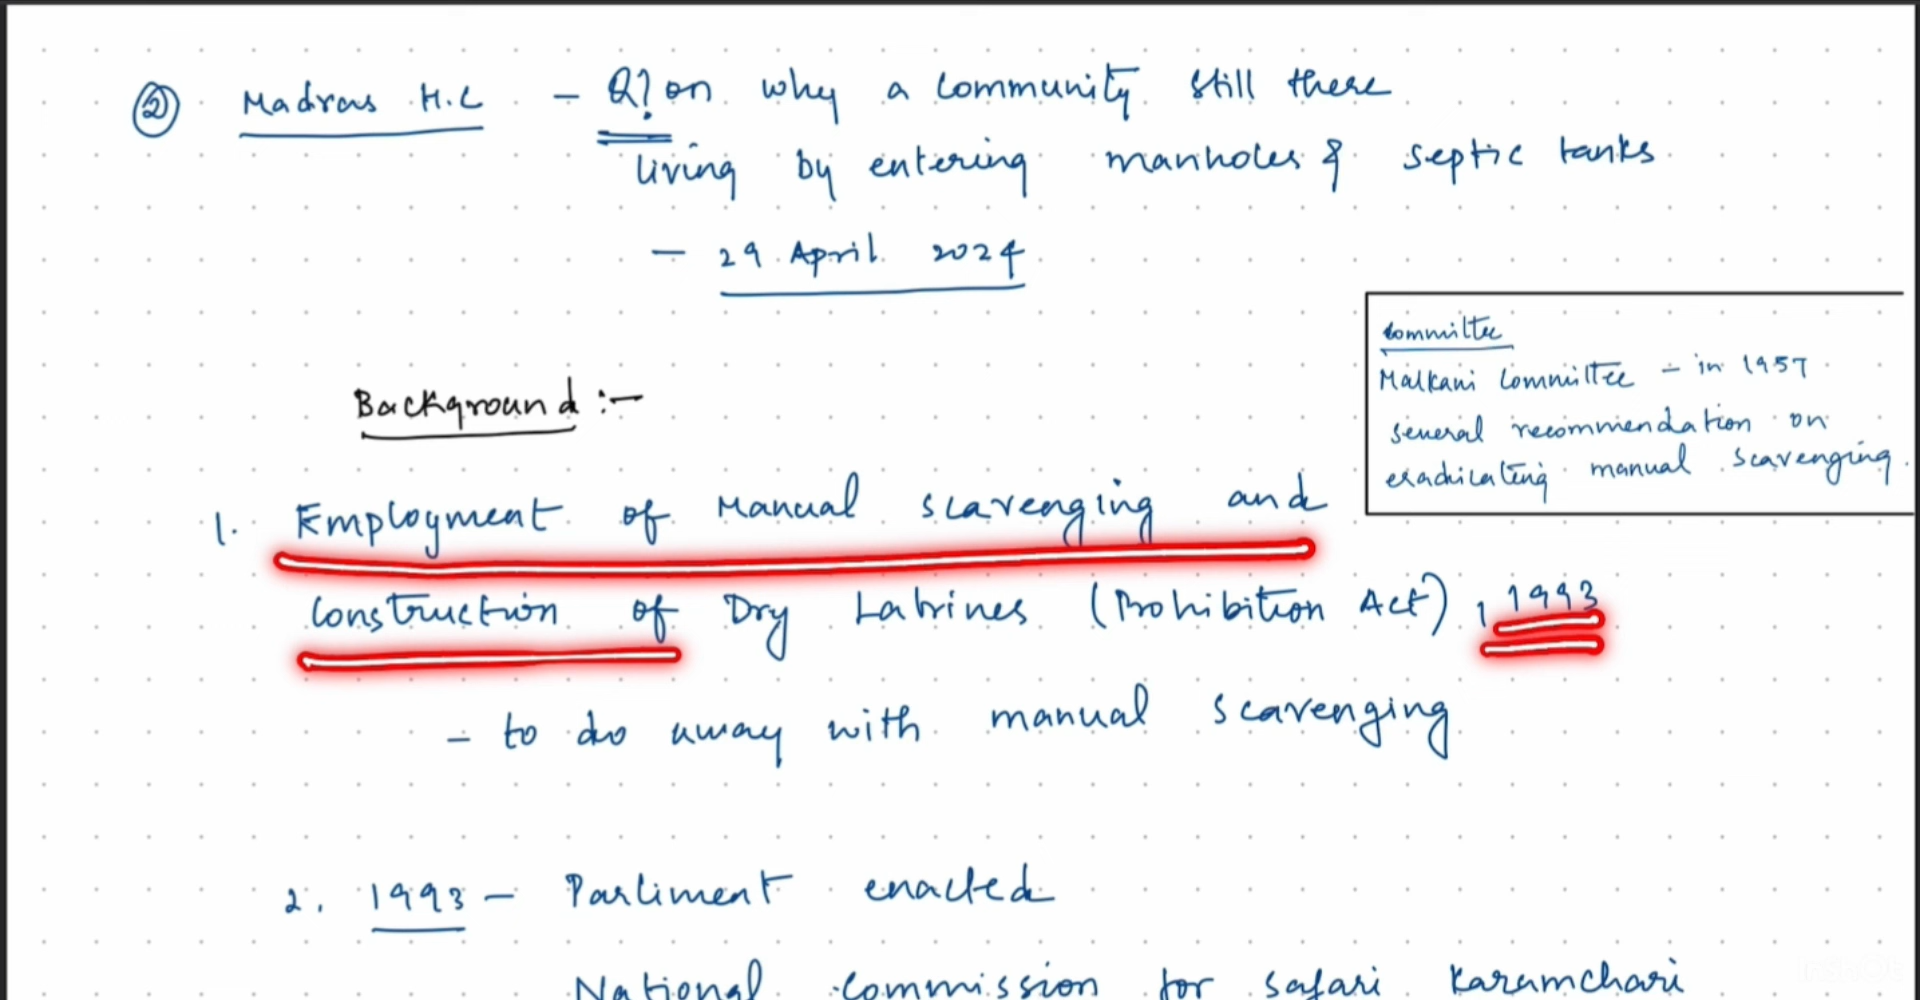 ② Madras H.C - Q? on why a community still there
living by entering manholes & septic tanks
- 29 April 2024
Committee
Malkani Committee - in 1957
several recommendation on
eradicating manual scavenging.
Background :-
1. Employment of Manual scavenging and
Construction of Dry Latrines (Prohibition Act), 1993
- to do away with manual scavenging
2. 1993 - Parliment enacted
National Commission for Safari Karamchari